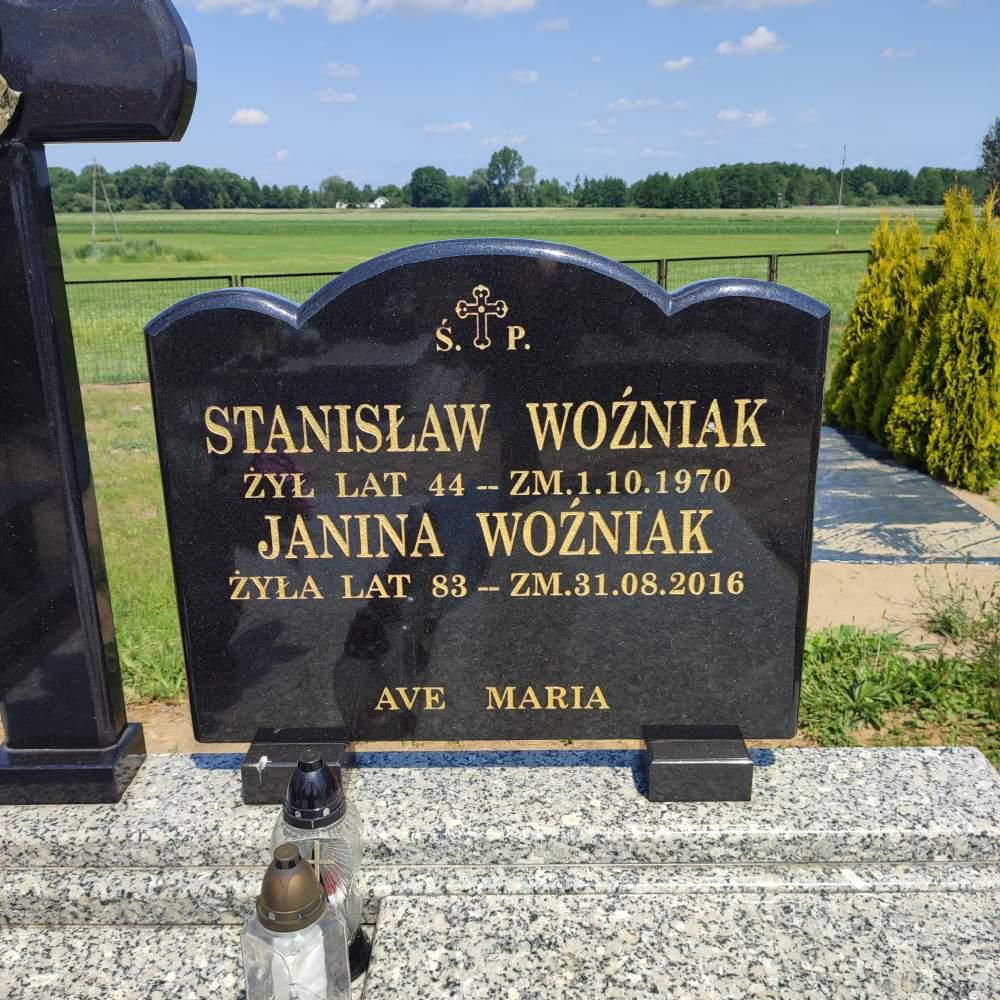 Ś. P.
STANISŁAW WOŹNIAK
ŻYŁ LAT 44 -- ZM.1.10.1970
JANINA WOŹNIAK
ŻYŁA LAT 83 -- ZM.31.08.2016
AVE MARIA